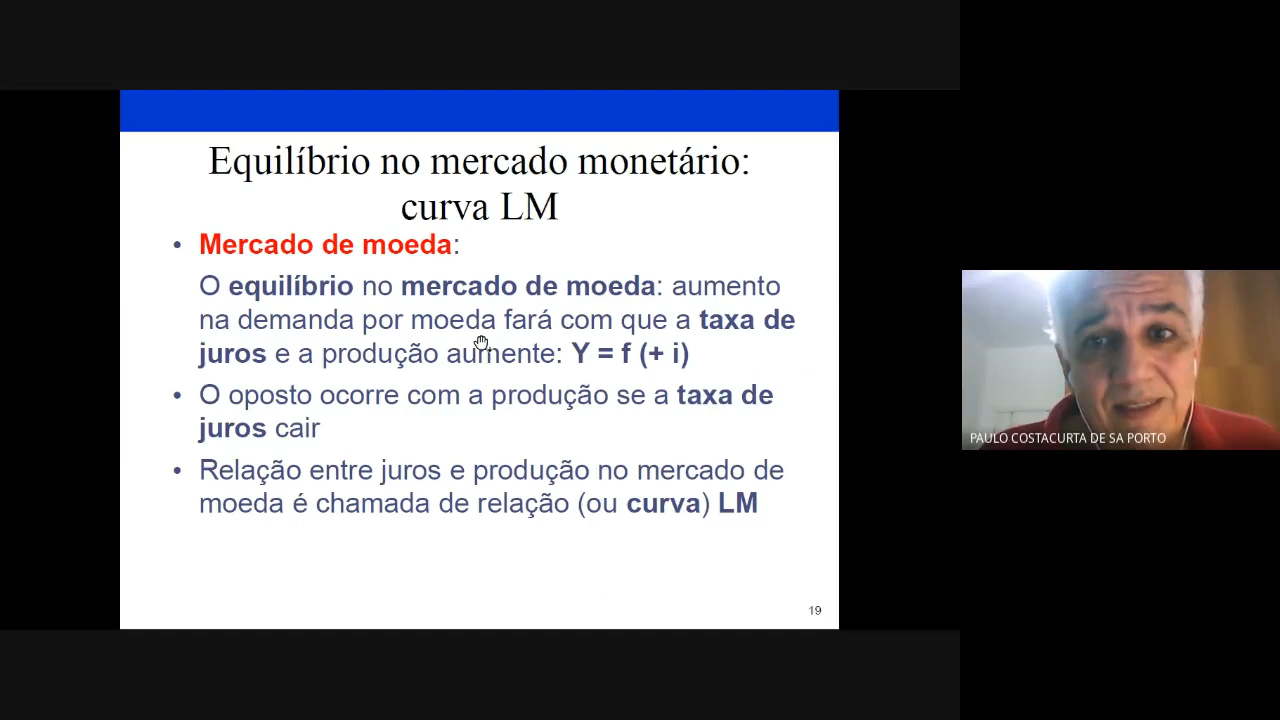 Equilíbrio no mercado monetário:
curva LM
• Mercado de moeda:
O equilíbrio no mercado de moeda: aumento
na demanda por moeda fará com que a taxa de
juros e a produção aumente: Y = f (+ i)
• O oposto ocorre com a produção se a taxa de
juros cair
• Relação entre juros e produção no mercado de
moeda é chamada de relação (ou curva) LM
19
PAULO COSTACURTA DE SA PORTO